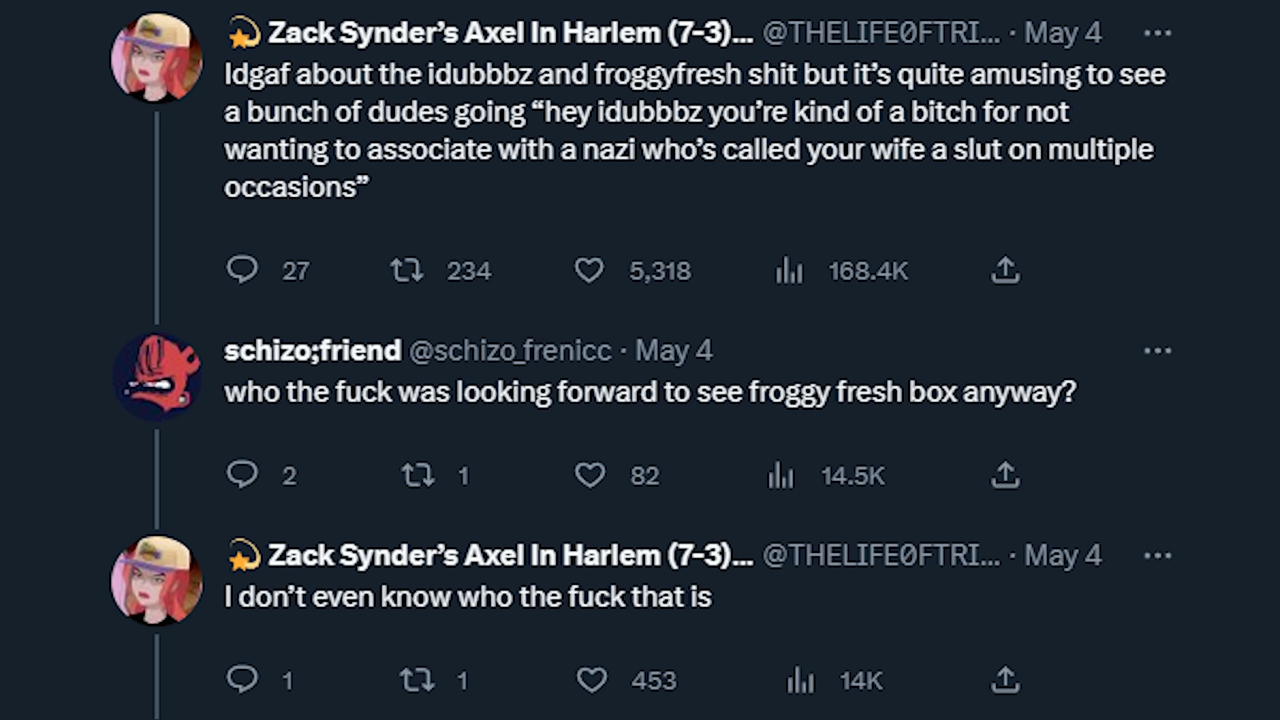 💫 Zack Synder’s Axel In Harlem (7-3)... @THELIFE0FTRI... · May 4 ...
Idgaf about the idubbbz and froggyfresh shit but it’s quite amusing to see
a bunch of dudes going “hey idubbbz you’re kind of a bitch for not
wanting to associate with a nazi who’s called your wife a slut on multiple
occasions”
27 234 5,318 168.4K
schizo;friend @schizo_frenicc · May 4 ...
who the fuck was looking forward to see froggy fresh box anyway?
2 1 82 14.5K
💫 Zack Synder’s Axel In Harlem (7-3)... @THELIFE0FTRI... · May 4 ...
I don’t even know who the fuck that is
1 1 453 14K